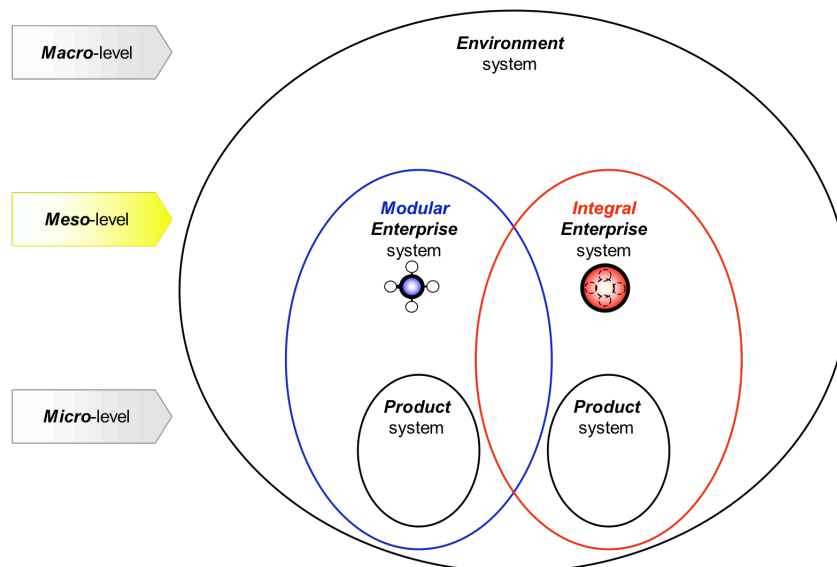 Macro-level
Environment
system
Meso-level
Modular
Enterprise
system
Integral
Enterprise
system
Micro-level
Product
system
Product
system